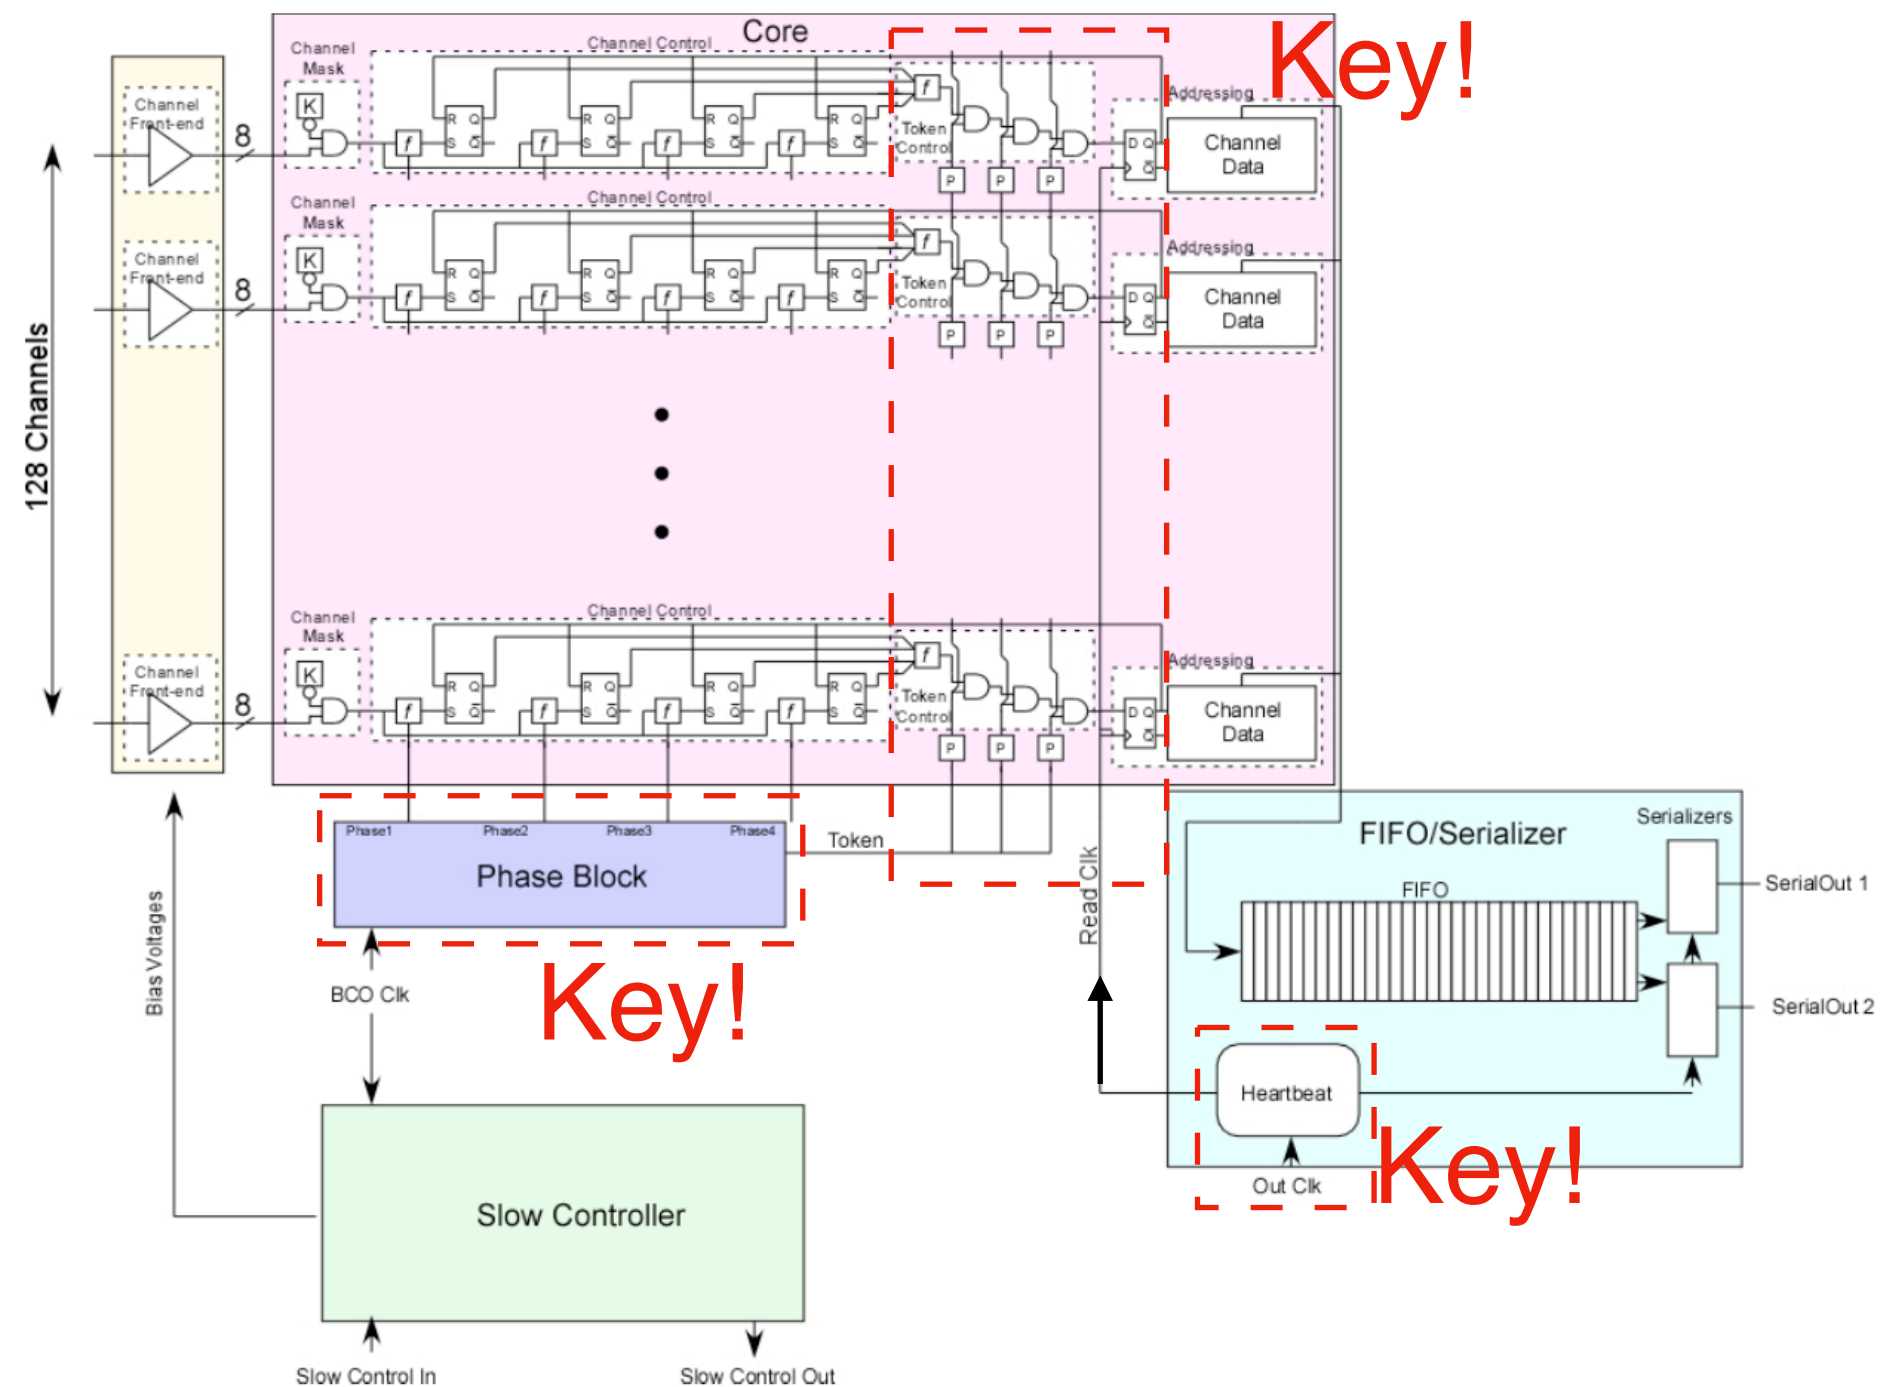 Core
Key!
Channel
Mask
Channel Control
Addressing
Channel
Front-end
8
K
f
R Q
S Q
f
R Q
S Q
f
R Q
S Q
f
R Q
S Q
f
Token
Control
P
P
P
D Q
Q
Channel
Data
Channel
Mask
Channel Control
Addressing
Channel
Front-end
8
K
f
R Q
S Q
f
R Q
S Q
f
R Q
S Q
f
R Q
S Q
f
Token
Control
P
P
P
D Q
Q
Channel
Data
128 Channels
Channel
Mask
Channel Control
Addressing
Channel
Front-end
8
K
f
R Q
S Q
f
R Q
S Q
f
R Q
S Q
f
R Q
S Q
f
Token
Control
P
P
P
D Q
Q
Channel
Data
Phase1
Phase2
Phase3
Phase4
Phase Block
Token
Read Clk
FIFO/Serializer
Serializers
FIFO
SerialOut 1
SerialOut 2
Bias Voltages
BCO Clk
Key!
Heartbeat
Key!
Out Clk
Slow Controller
Slow Control In
Slow Control Out